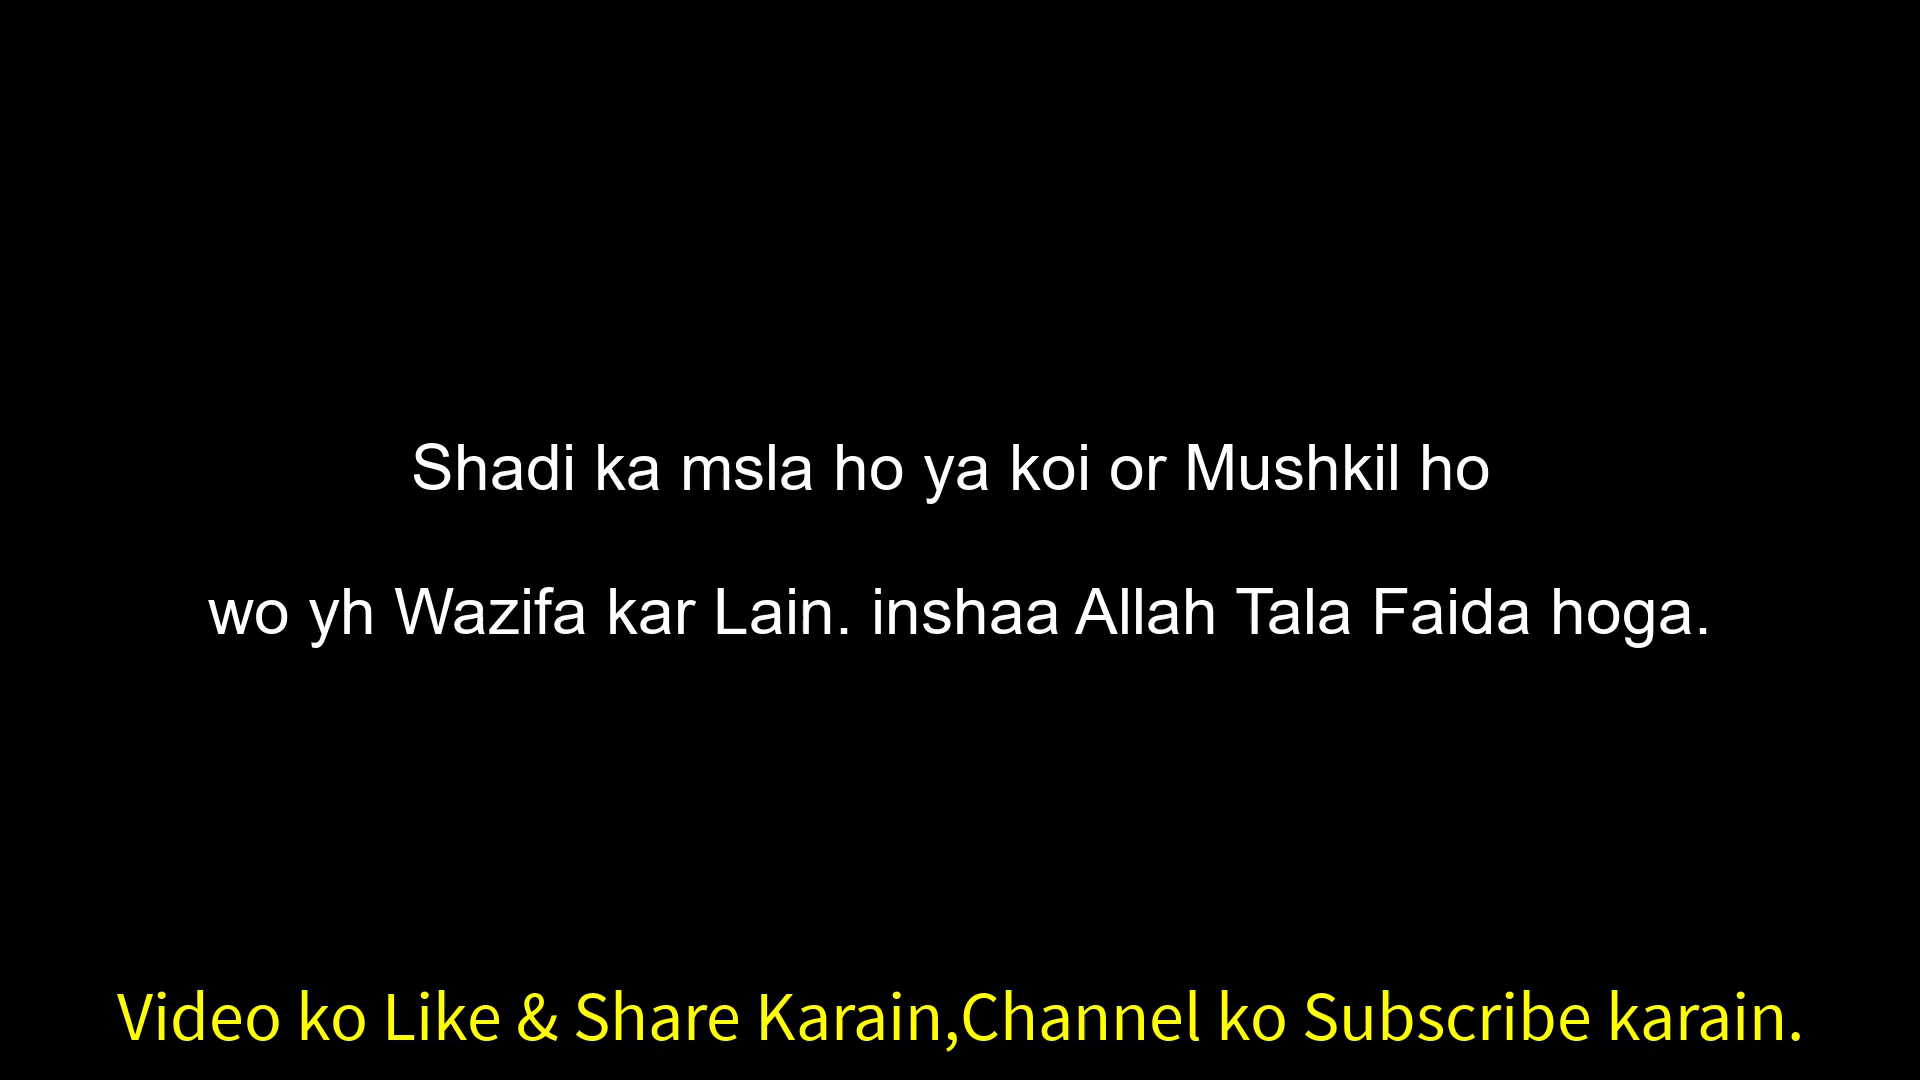 Shadi ka msla ho ya koi or Mushkil ho
wo yh Wazifa kar Lain. inshaa Allah Tala Faida hoga.
Video ko Like & Share Karain,Channel ko Subscribe karain.